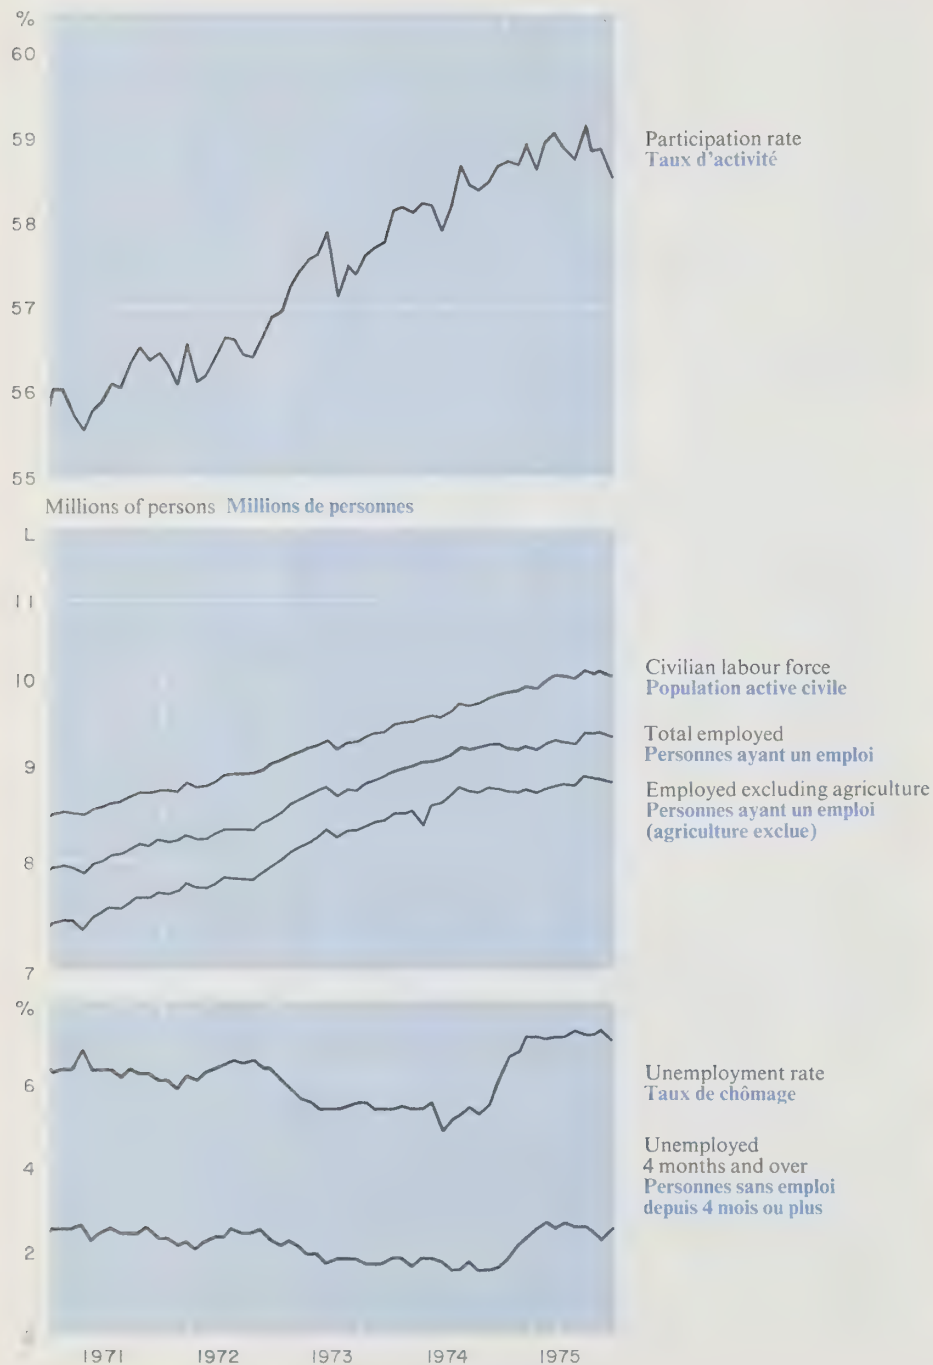 %
60
59
58
57
56
55
Participation rate
Taux d'activité
Millions of persons Millions de personnes
L
11
10
9
8
7
Civilian labour force
Population active civile
Total employed
Personnes ayant un emploi
Employed excluding agriculture
Personnes ayant un emploi
(agriculture exclue)
%
6
4
2
Unemployment rate
Taux de chômage
Unemployed
4 months and over
Personnes sans emploi
depuis 4 mois ou plus
1971 1972 1973 1974 1975